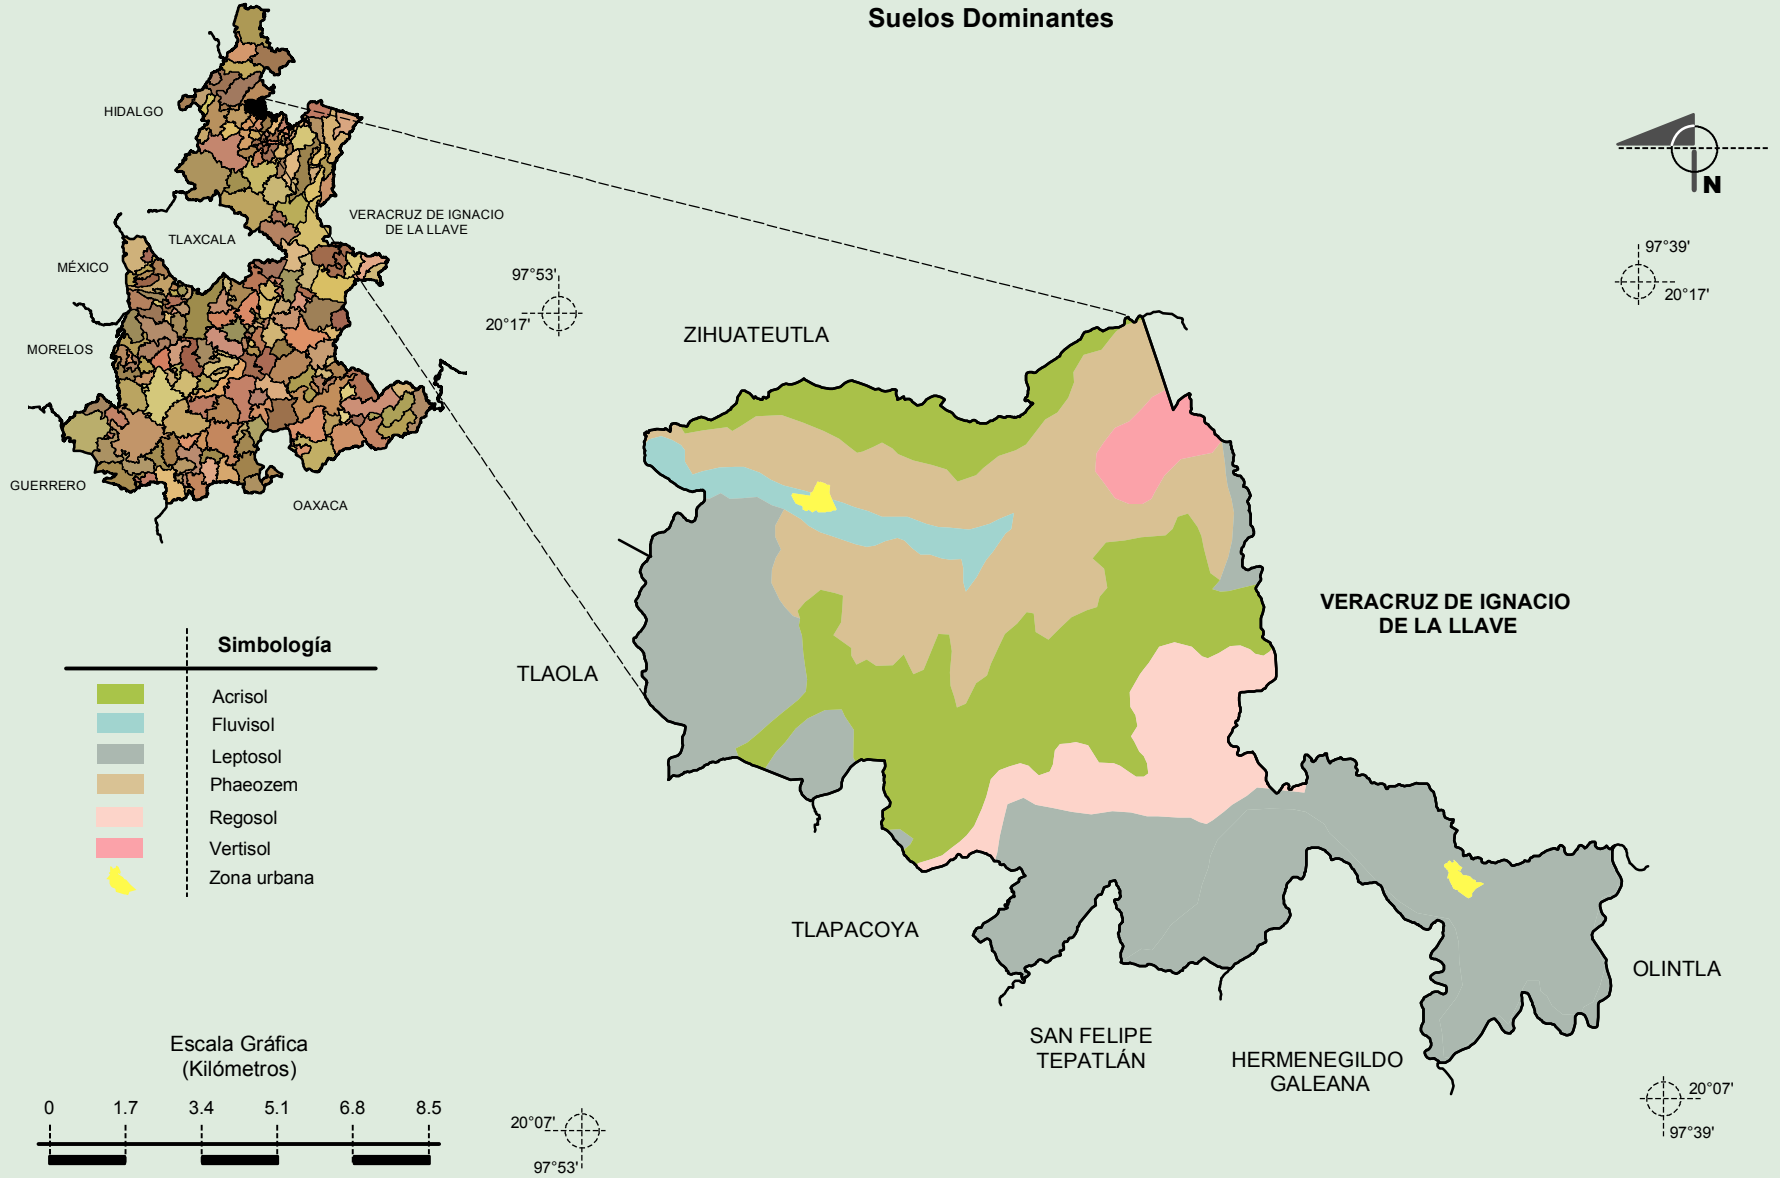 Suelos Dominantes
HIDALGO
VERACRUZ DE IGNACIO
DE LA LLAVE
TLAXCALA
MÉXICO
MORELOS
GUERRERO
OAXACA
N
97°53'
20°17'
97°39'
20°17'
ZIHUATEUTLA
VERACRUZ DE IGNACIO
DE LA LLAVE
TLAOLA
TLAPACOYA
SAN FELIPE
TEPATLÁN
HERMENEGILDO
GALEANA
OLINTLA
Simbología
Acrisol
Fluvisol
Leptosol
Phaeozem
Regosol
Vertisol
Zona urbana
Escala Gráfica
(Kilómetros)
0 1.7 3.4 5.1 6.8 8.5
20°07'
97°53'
20°07'
97°39'